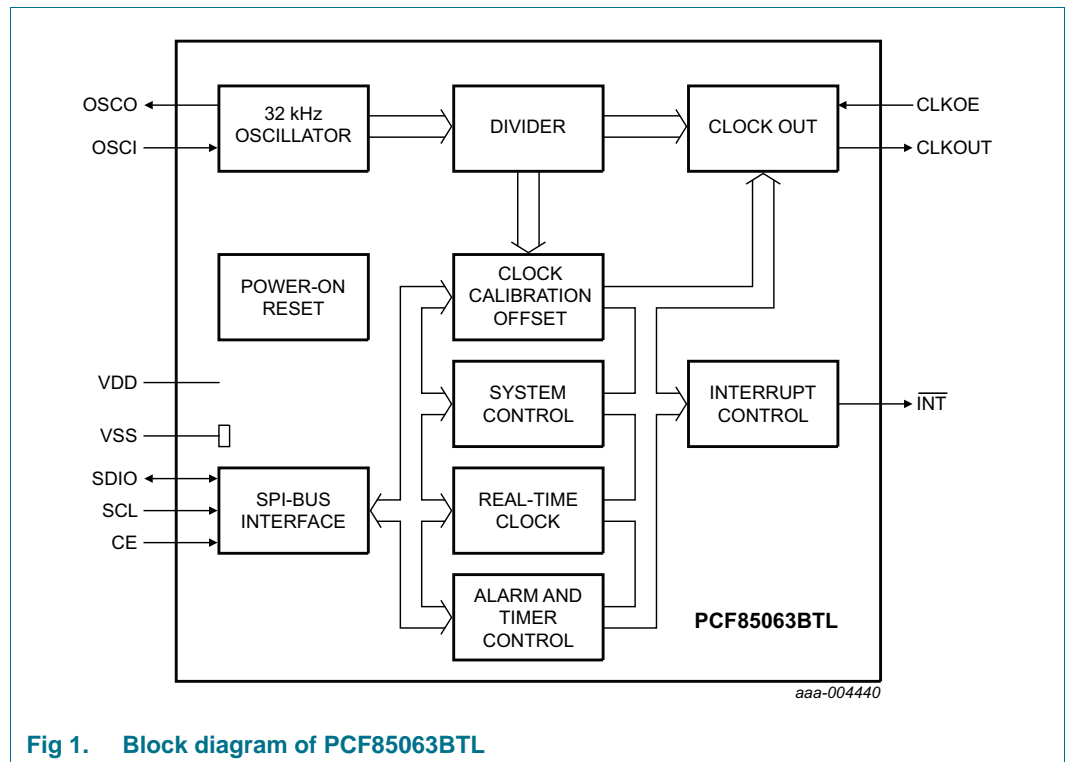 OSCO
OSCI
32 kHz
OSCILLATOR
DIVIDER
CLOCK OUT
CLKOE
CLKOUT
POWER-ON
RESET
CLOCK
CALIBRATION
OFFSET
VDD
VSS
SYSTEM
CONTROL
INTERRUPT
CONTROL
INT
SDIO
SCL
CE
SPI-BUS
INTERFACE
REAL-TIME
CLOCK
ALARM AND
TIMER
CONTROL
PCF85063BTL
aaa-004440
Fig 1. Block diagram of PCF85063BTL